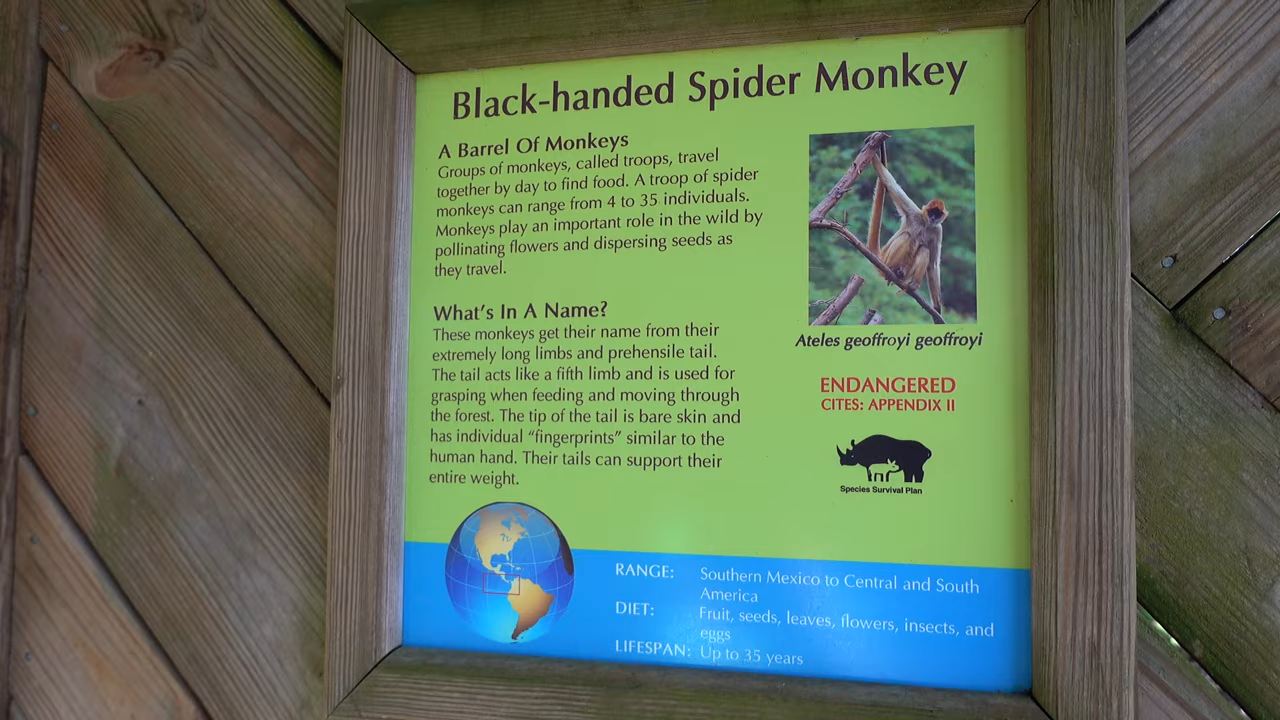 Black-handed Spider Monkey
A Barrel Of Monkeys
Groups of monkeys, called troops, travel
together by day to find food. A troop of spider
monkeys can range from 4 to 35 individuals.
Monkeys play an important role in the wild by
pollinating flowers and dispersing seeds as
they travel.
What's In A Name?
These monkeys get their name from their
extremely long limbs and prehensile tail.
The tail acts like a fifth limb and is used for
grasping when feeding and moving through
the forest. The tip of the tail is bare skin and
has individual “fingerprints” similar to the
human hand. Their tails can support their
entire weight.
Ateles geoffroyi geoffroyi
ENDANGERED
CITES: APPENDIX II
Species Survival Plan
RANGE: Southern Mexico to Central and South
America
DIET: Fruit, seeds, leaves, flowers, insects, and
eggs
LIFESPAN: Up to 35 years